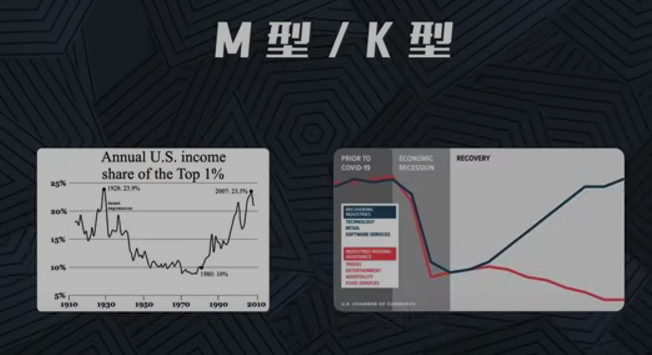 M 型 / K 型
Annual U.S. income
share of the Top 1%
25%
20%
15%
10%
5%
1928: 23.9%
Great
Depression
2007: 23.5%
1980: 10%
1910
1930
1950
1970
1990
2010
PRIOR TO
COVID-19
ECONOMIC
RECESSION
RECOVERY
RECOVERING
INDUSTRIES
TECHNOLOGY
RETAIL
SOFTWARE SERVICES
INDUSTRIES NEEDING
ASSISTANCE
TRAVEL
ENTERTAINMENT
HOSPITALITY
FOOD SERVICES
U.S. CHAMBER OF COMMERCE